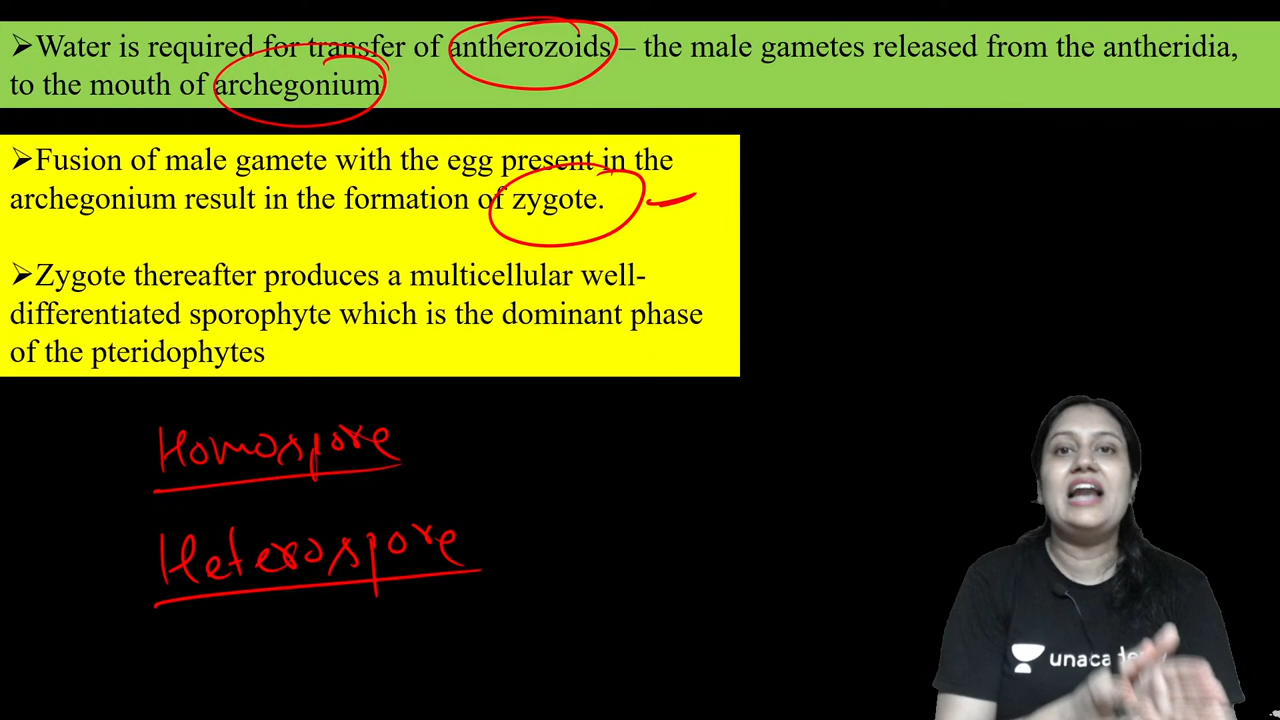 ➢Water is required for transfer of antherozoids – the male gametes released from the antheridia,
to the mouth of archegonium
➢Fusion of male gamete with the egg present in the
archegonium result in the formation of zygote.
➢Zygote thereafter produces a multicellular well-
differentiated sporophyte which is the dominant phase
of the pteridophytes
Homospore
Heterospore
unacademy